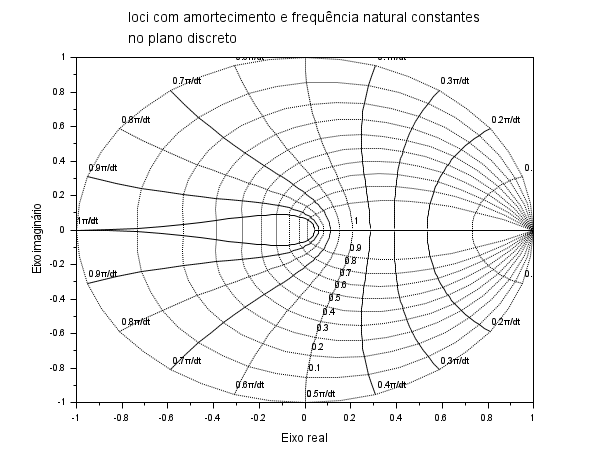 loci com amortecimento e frequência natural constantes
no plano discreto
1
0.8
0.6
0.4
0.2
0
-0.2
-0.4
-0.6
-0.8
-1
Eixo imaginário
0.7π/dt
0.3π/dt
0.8π/dt
0.2π/dt
0.9π/dt
0.
1π/dt
1
0.9
0.8
0.7
0.6
0.5
0.4
0.3
0.2
0.1
0.9π/dt
0.
0.8π/dt
0.2π/dt
0.7π/dt
0.3π/dt
0.6π/dt
0.4π/dt
0.5π/dt
-1
-0.8
-0.6
-0.4
-0.2
0
0.2
0.4
0.6
0.8
1
Eixo real